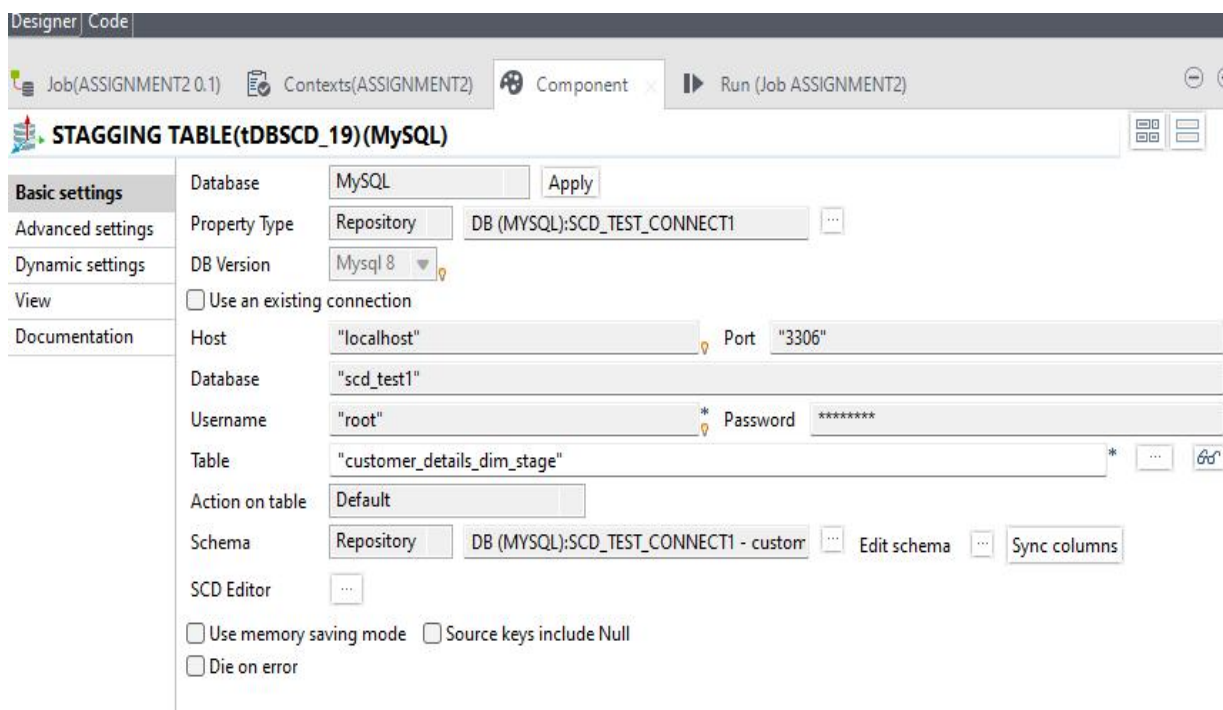 Designer Code
Job(ASSIGNMENT2 0.1) Contexts(ASSIGNMENT2) Component Run (Job ASSIGNMENT2)
STAGGING TABLE(tDBSCD_19)(MySQL)
Basic settings
Advanced settings
Dynamic settings
View
Documentation
Database MySQL Apply
Property Type Repository DB (MYSQL):SCD_TEST_CONNECT1 ...
DB Version Mysql 8
Use an existing connection
Host "localhost" Port "3306"
Database "scd_test1"
Username "root" * Password ********
Table "customer_details_dim_stage" * ...
Action on table Default
Schema Repository DB (MYSQL):SCD_TEST_CONNECT1 - custom ... Edit schema ... Sync columns
SCD Editor ...
Use memory saving mode Source keys include Null
Die on error